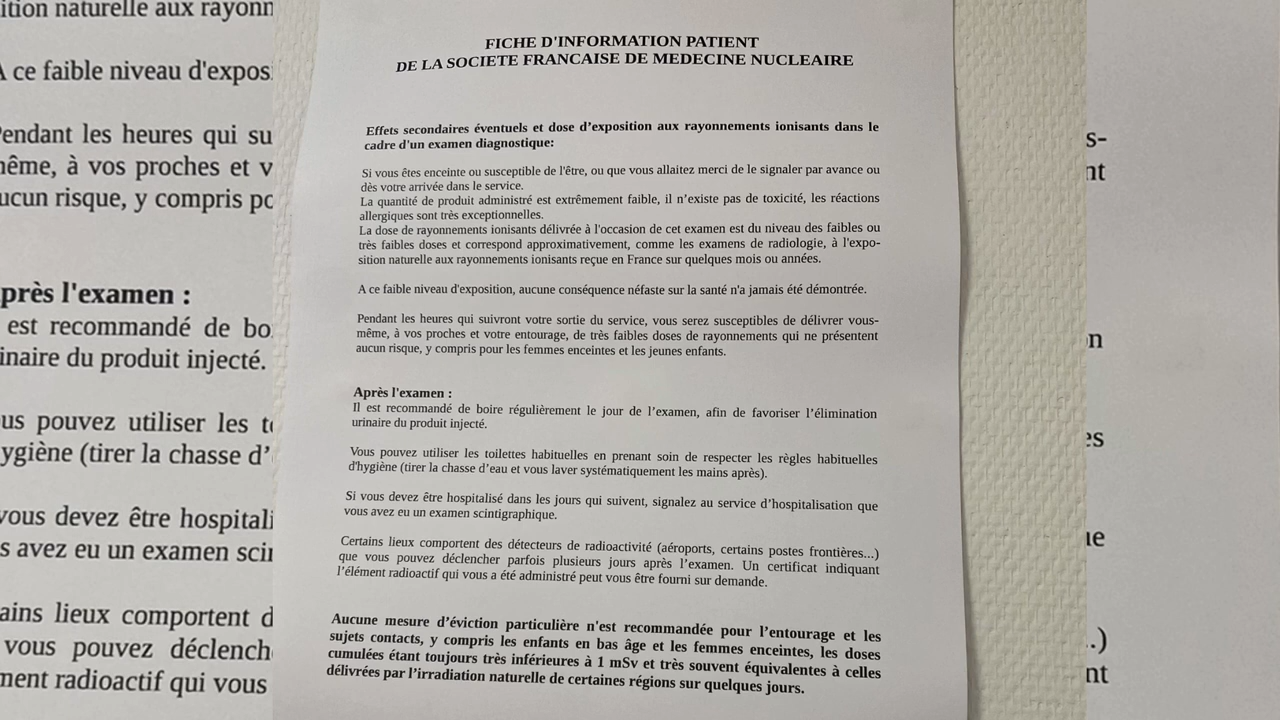 FICHE D'INFORMATION PATIENT
DE LA SOCIETE FRANCAISE DE MEDECINE NUCLEAIRE
Effets secondaires éventuels et dose d'exposition aux rayonnements ionisants dans le
cadre d'un examen diagnostique:
Si vous êtes enceinte ou susceptible de l'être, ou que vous allaitez merci de le signaler par avance ou
dès votre arrivée dans le service.
La quantité de produit administré est extrêmement faible, il n'existe pas de toxicité, les réactions
allergiques sont très exceptionnelles.
La dose de rayonnements ionisants délivrée à l'occasion de cet examen est du niveau des faibles ou
très faibles doses et correspond approximativement, comme les examens de radiologie, à l'expo-
sition naturelle aux rayonnements ionisants reçue en France sur quelques mois ou années.
A ce faible niveau d'exposition, aucune conséquence néfaste sur la santé n'a jamais été démontrée.
Pendant les heures qui suivront votre sortie du service, vous serez susceptibles de délivrer vous-
même, à vos proches et votre entourage, de très faibles doses de rayonnements qui ne présentent
aucun risque, y compris pour les femmes enceintes et les jeunes enfants.
Après l'examen :
Il est recommandé de boire régulièrement le jour de l'examen, afin de favoriser l'élimination
urinaire du produit injecté.
Vous pouvez utiliser les toilettes habituelles en prenant soin de respecter les règles habituelles
d'hygiène (tirer la chasse d'eau et vous laver systématiquement les mains après).
Si vous devez être hospitalisé dans les jours qui suivent, signalez au service d'hospitalisation que
vous avez eu un examen scintigraphique.
Certains lieux comportent des détecteurs de radioactivité (aéroports, certains postes frontières...)
que vous pouvez déclencher parfois plusieurs jours après l'examen. Un certificat indiquant
l'élément radioactif qui vous a été administré peut vous être fourni sur demande.
Aucune mesure d'éviction particulière n'est recommandée pour l'entourage et les
sujets contacts, y compris les enfants en bas âge et les femmes enceintes, les doses
cumulées étant toujours très inférieures à 1 mSv et très souvent équivalentes à celles
délivrées par l'irradiation naturelle de certaines régions sur quelques jours.